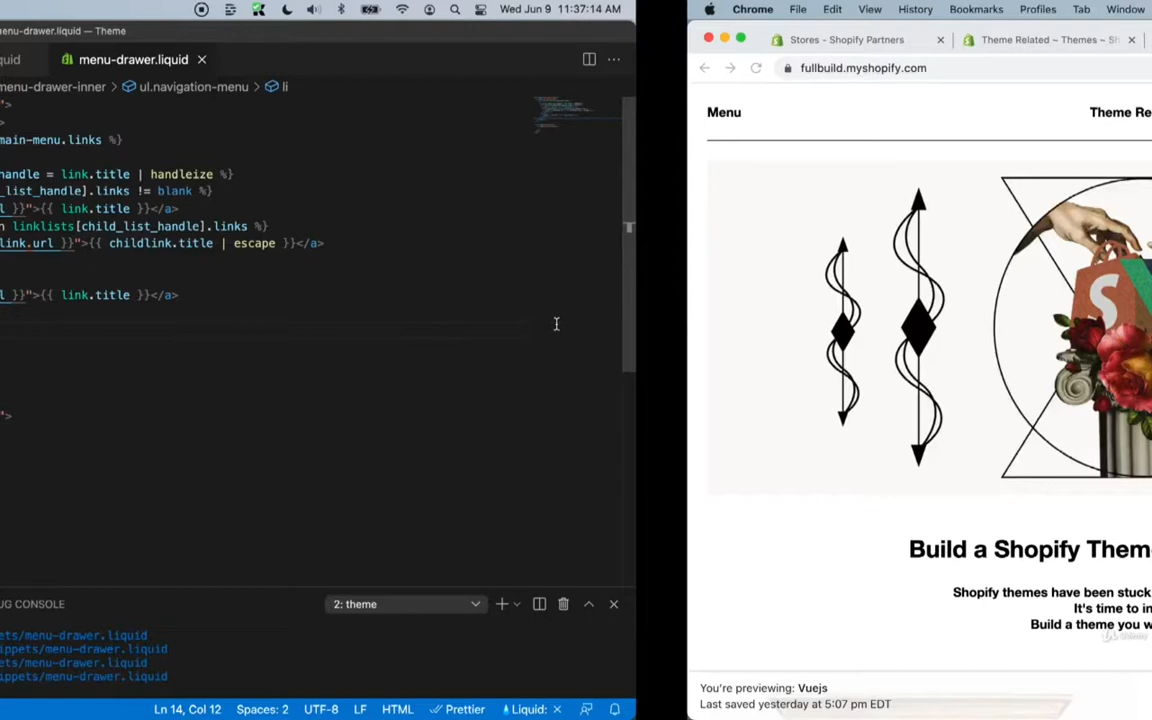 Wed Jun 9 11:37:14 AM
menu-drawer.liquid — Theme
quid
menu-drawer.liquid
menu-drawer-inner > ul.navigation-menu > li
">
>
main-menu.links %}
handle = link.title | handleize %}
_list_handle].links != blank %}
l }}">{{ link.title }}</a>
n linklists[child_list_handle].links %}
link.url }}">{{ childlink.title | escape }}</a>
l }}">{{ link.title }}</a>
">
UG CONSOLE
2: theme
ets/menu-drawer.liquid
ippets/menu-drawer.liquid
ets/menu-drawer.liquid
ippets/menu-drawer.liquid
Ln 14, Col 12 Spaces: 2 UTF-8 LF HTML Prettier Liquid:
Chrome File Edit View History Bookmarks Profiles Tab Window
Stores - Shopify Partners
Theme Related ~ Themes ~ Sh
fullbuild.myshopify.com
Menu
Theme Re
S
Build a Shopify Them
Shopify themes have been stuck
It's time to in
Build a theme you w
Udemy
You're previewing: Vuejs
Last saved yesterday at 5:07 pm EDT